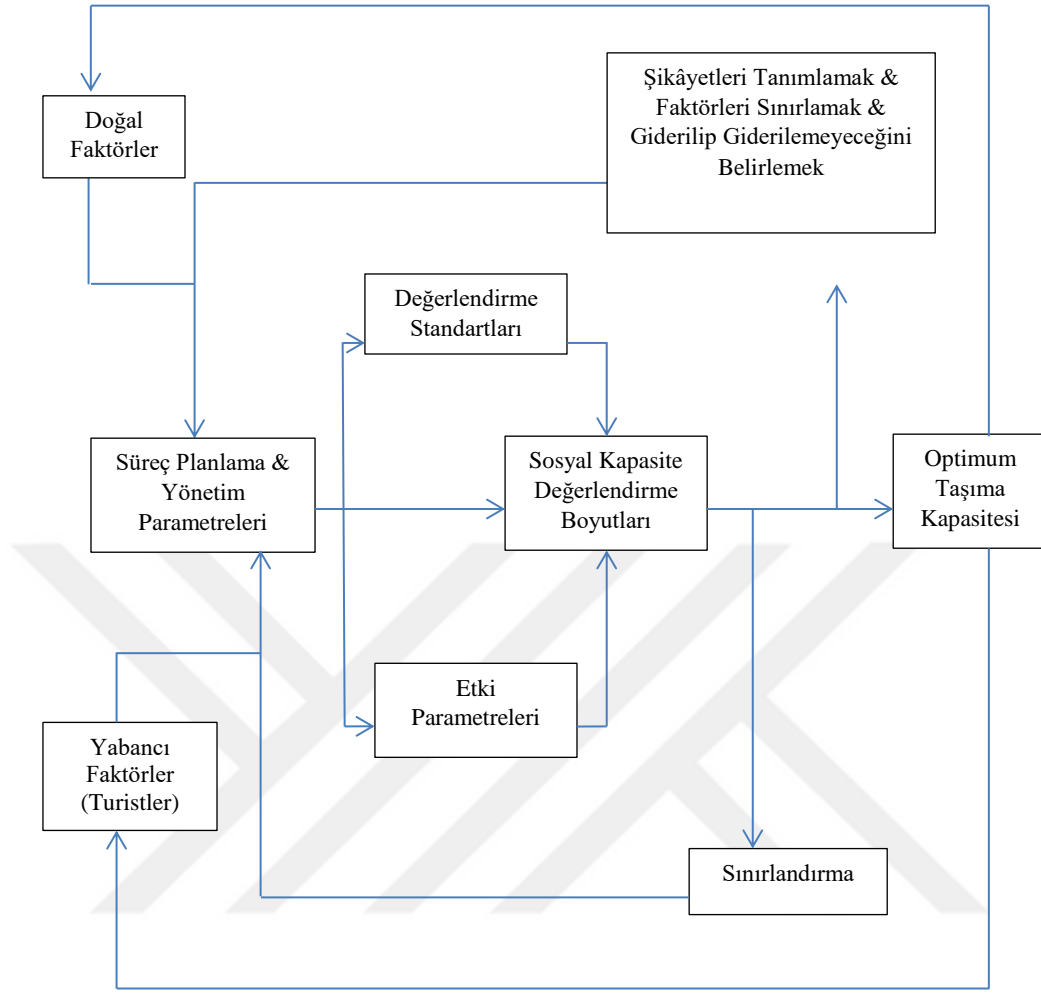 Şikâyetleri Tanımlamak &
Faktörleri Sınırlamak &
Giderilip Giderilemeyeceğini
Belirlemek
Doğal
Faktörler
Değerlendirme
Standartları
Süreç Planlama &
Yönetim
Parametreleri
Sosyal Kapasite
Değerlendirme
Boyutları
Optimum
Taşıma
Kapasitesi
Etki
Parametreleri
Yabancı
Faktörler
(Turistler)
Sınırlandırma